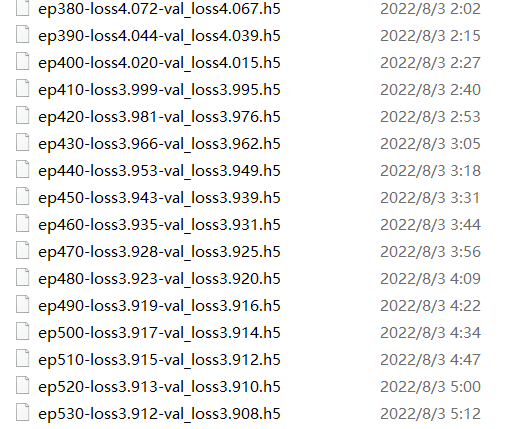 ep380-loss4.072-val_loss4.067.h5 2022/8/3 2:02
ep390-loss4.044-val_loss4.039.h5 2022/8/3 2:15
ep400-loss4.020-val_loss4.015.h5 2022/8/3 2:27
ep410-loss3.999-val_loss3.995.h5 2022/8/3 2:40
ep420-loss3.981-val_loss3.976.h5 2022/8/3 2:53
ep430-loss3.966-val_loss3.962.h5 2022/8/3 3:05
ep440-loss3.953-val_loss3.949.h5 2022/8/3 3:18
ep450-loss3.943-val_loss3.939.h5 2022/8/3 3:31
ep460-loss3.935-val_loss3.931.h5 2022/8/3 3:44
ep470-loss3.928-val_loss3.925.h5 2022/8/3 3:56
ep480-loss3.923-val_loss3.920.h5 2022/8/3 4:09
ep490-loss3.919-val_loss3.916.h5 2022/8/3 4:22
ep500-loss3.917-val_loss3.914.h5 2022/8/3 4:34
ep510-loss3.915-val_loss3.912.h5 2022/8/3 4:47
ep520-loss3.913-val_loss3.910.h5 2022/8/3 5:00
ep530-loss3.912-val_loss3.908.h5 2022/8/3 5:12